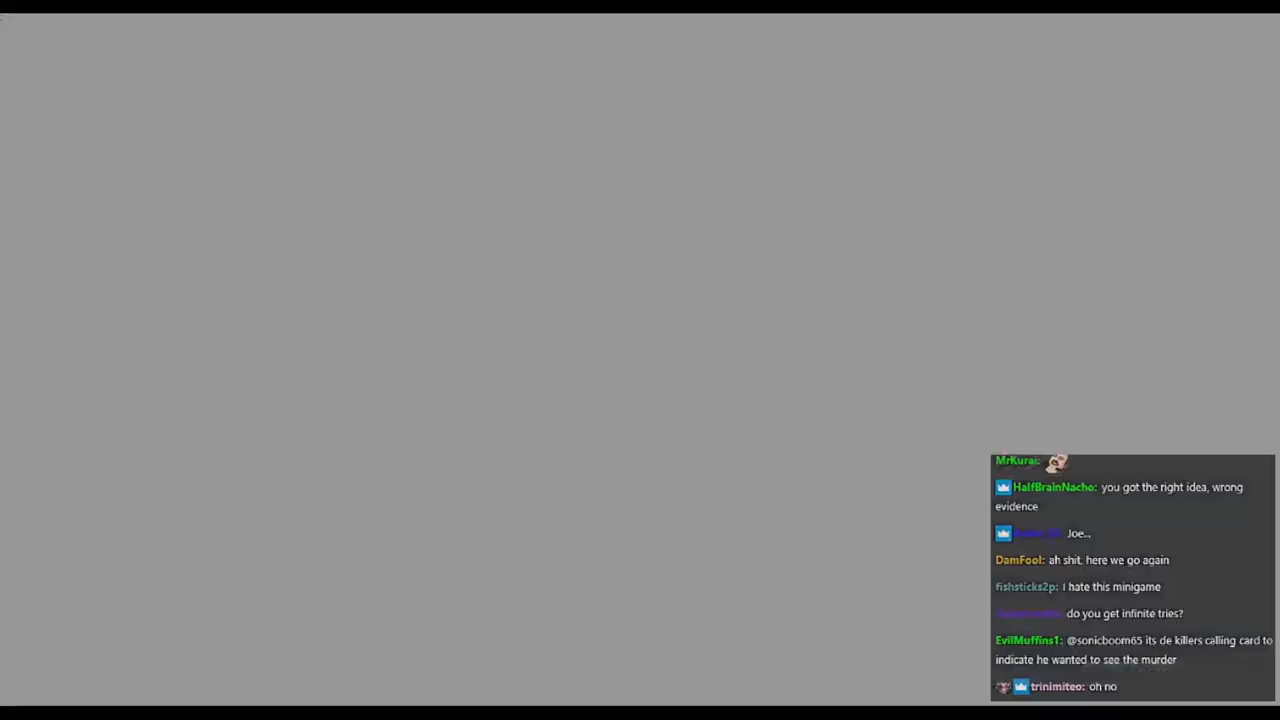 MrKurai:
HalfBrainNacho: you got the right idea, wrong
evidence
Joe...
DamFool: ah shit, here we go again
fishsticks2p: I hate this minigame
do you get infinite tries?
EvilMuffins1: @sonicboom65 its de killers calling card to
indicate he wanted to see the murder
trinimiteo: oh no